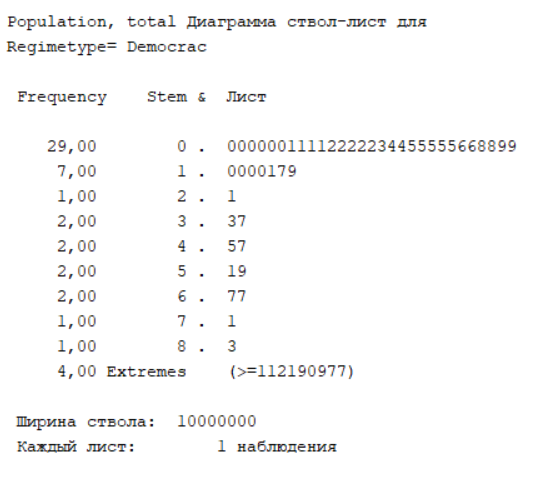 Population, total Диаграмма ствол-лист для
Regimetype= Democrac
Frequency Stem & Лист
29,00 0 . 00000011112222234455555668899
7,00 1 . 0000179
1,00 2 . 1
2,00 3 . 37
2,00 4 . 57
2,00 5 . 19
2,00 6 . 77
1,00 7 . 1
1,00 8 . 3
4,00 Extremes (>=112190977)
Ширина ствола: 10000000
Каждый лист: 1 наблюдения